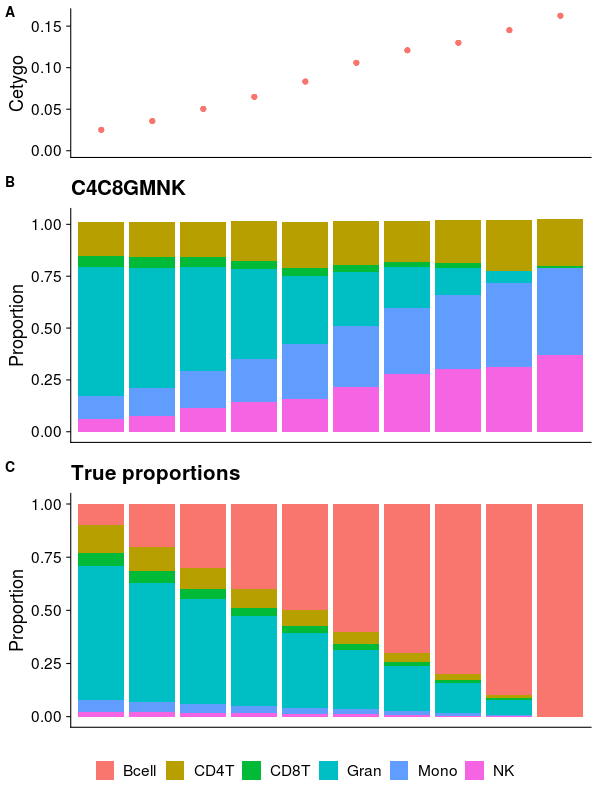 A
Cetygo
0.15
0.10
0.05
0.00
B
C4C8GMNK
Proportion
1.00
0.75
0.50
0.25
0.00
C
True proportions
Proportion
1.00
0.75
0.50
0.25
0.00
Bcell CD4T CD8T Gran Mono NK